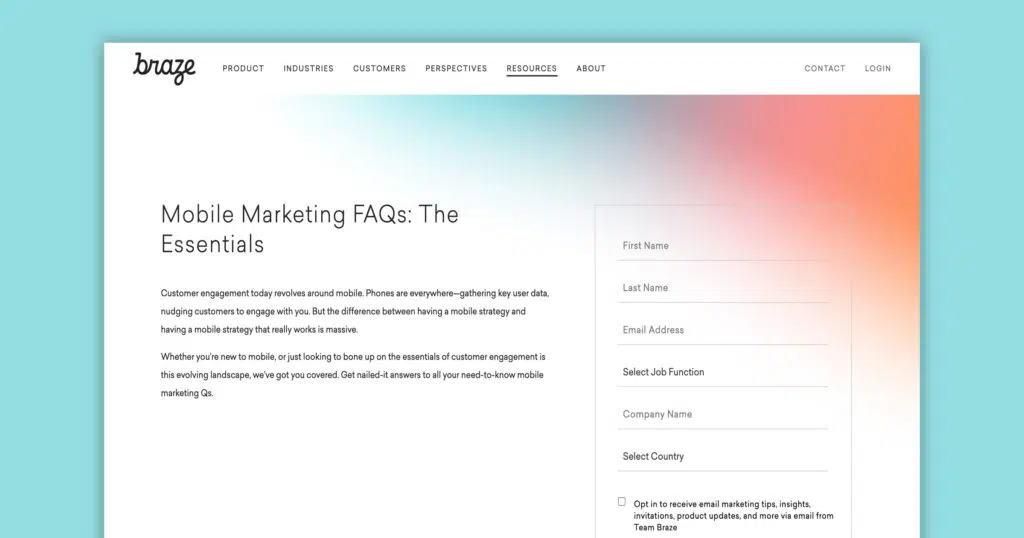 braze
PRODUCT
INDUSTRIES
CUSTOMERS
PERSPECTIVES
RESOURCES
ABOUT
CONTACT
LOGIN
Mobile Marketing FAQs: The
Essentials
Customer engagement today revolves around mobile. Phones are everywhere—gathering key user data,
nudging customers to engage with you. But the difference between having a mobile strategy and
having a mobile strategy that really works is massive.
Whether you're new to mobile, or just looking to bone up on the essentials of customer engagement is
this evolving landscape, we've got you covered. Get nailed-it answers to all your need-to-know mobile
marketing Qs.
First Name
Last Name
Email Address
Select Job Function
Company Name
Select Country
Opt in to receive email marketing tips, insights,
invitations, product updates, and more via email from
Team Braze